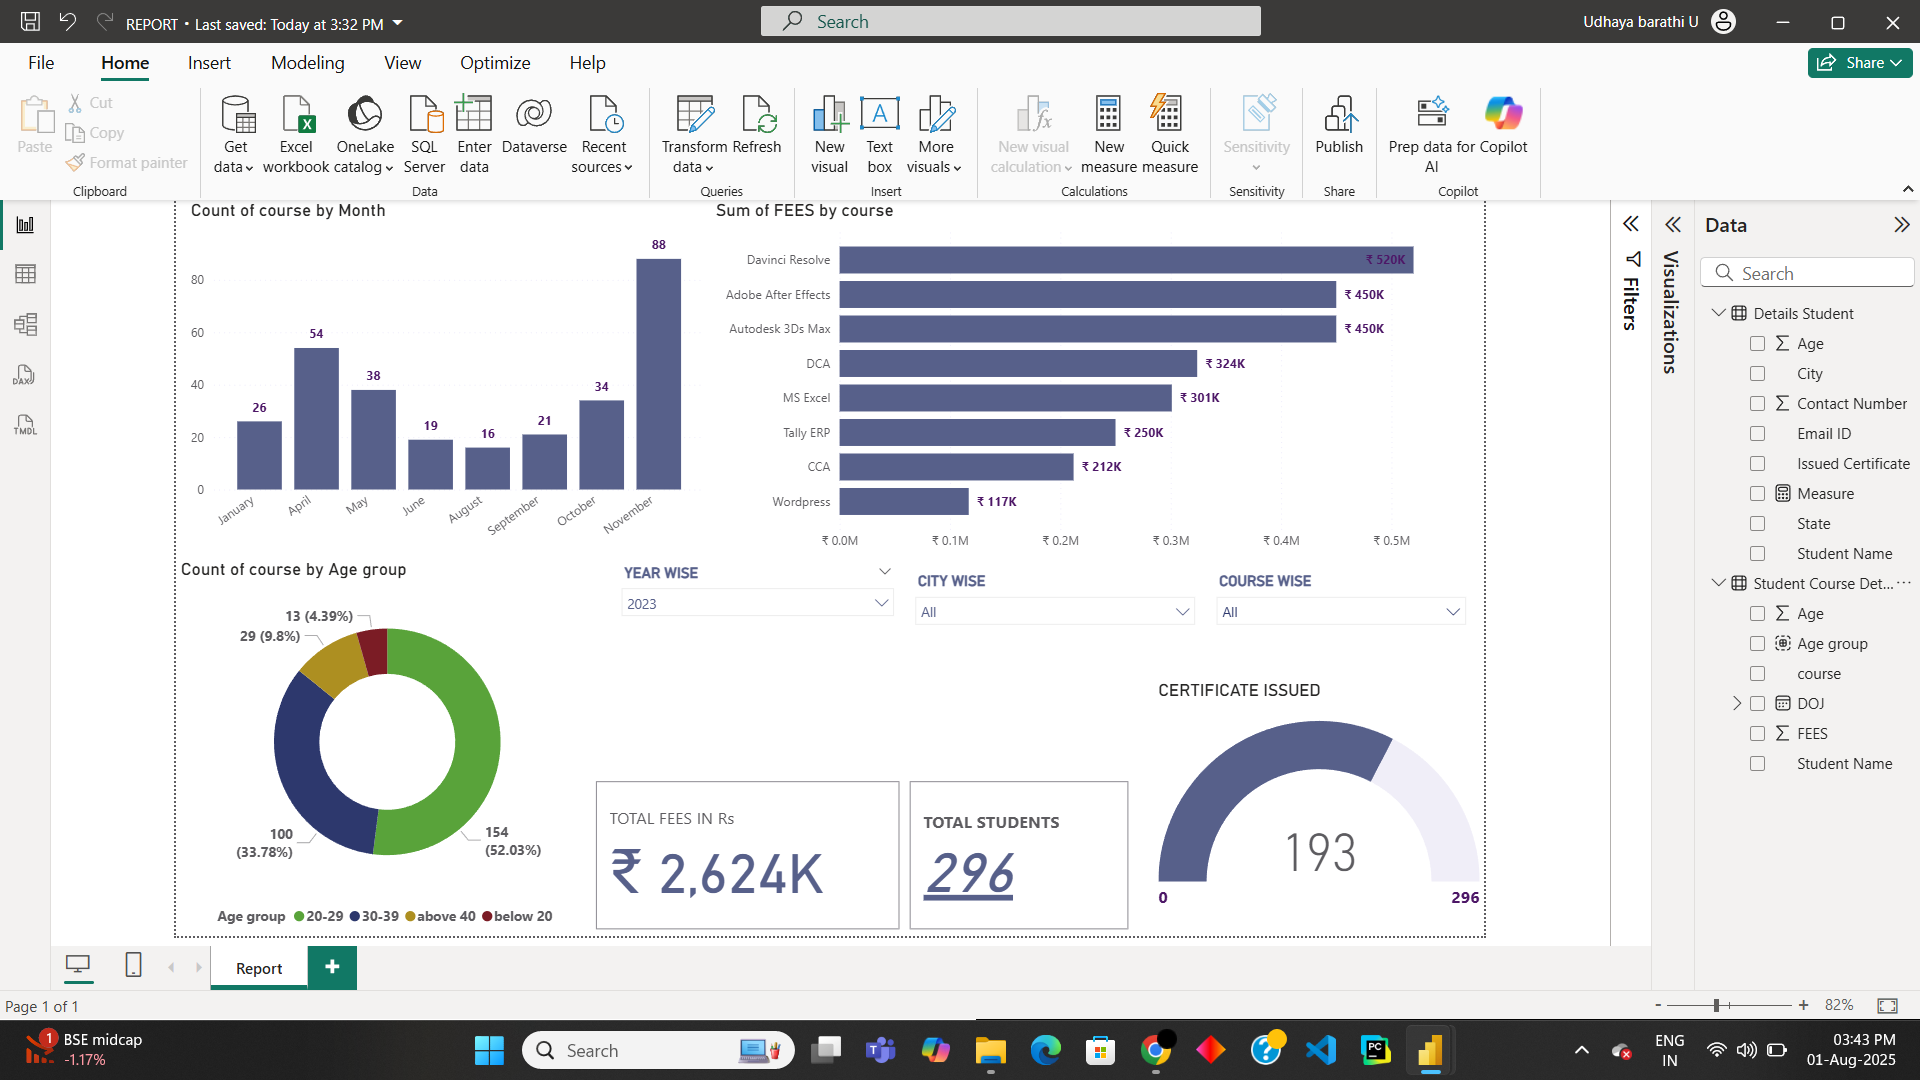 REPORT • Last saved: Today at 3:32 PM
Search
Udhaya barathi U
File Home Insert Modeling View Optimize Help
Share
Paste
Cut
Copy
Format painter
Clipboard
Get data
Excel workbook
OneLake catalog
SQL Server
Enter data
Dataverse
Recent sources
Data
Transform data
Refresh
Queries
New visual
Text box
More visuals
Insert
New visual calculation
New measure
Quick measure
Calculations
Sensitivity
Sensitivity
Publish
Share
Prep data for AI
Copilot
Copilot
DAX
TMDL
Count of course by Month
88
80
54
60
38
34
40
26
19
16
21
20
0
January April May June August September October November
Sum of FEES by course
Davinci Resolve ₹ 520K
Adobe After Effects ₹ 450K
Autodesk 3Ds Max ₹ 450K
DCA ₹ 324K
MS Excel ₹ 301K
Tally ERP ₹ 250K
CCA ₹ 212K
Wordpress ₹ 117K
₹ 0.0M ₹ 0.1M ₹ 0.2M ₹ 0.3M ₹ 0.4M ₹ 0.5M
Count of course by Age group
13 (4.39%)
29 (9.8%)
100
(33.78%)
154
(52.03%)
Age group 20-29 30-39 above 40 below 20
YEAR WISE
2023
CITY WISE
All
COURSE WISE
All
TOTAL FEES IN Rs
₹ 2,624K
TOTAL STUDENTS
296
CERTIFICATE ISSUED
193
0 296
Filters
Visualizations
Data
Search
Details Student
Age
City
Contact Number
Email ID
Issued Certificate
Measure
State
Student Name
Student Course Det...
Age
Age group
course
DOJ
FEES
Student Name
Report
Page 1 of 1
82%
1
BSE midcap
-1.17%
Search
PC
ENG
IN
03:43 PM
01-Aug-2025